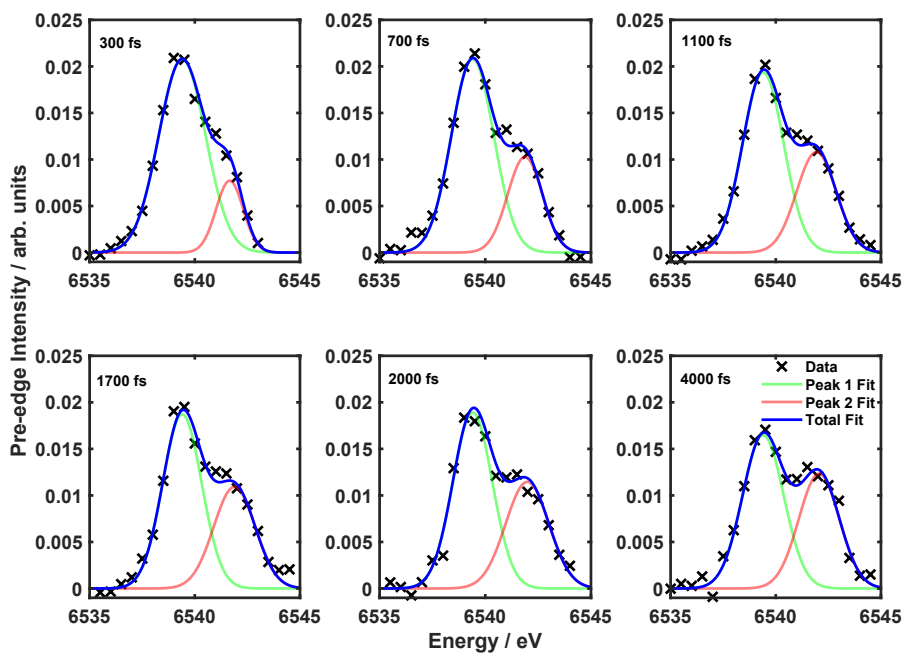 Pre-edge Intensity / arb. units
300 fs
0.025
0.02
0.015
0.01
0.005
0
6535 6540 6545
700 fs
0.025
0.02
0.015
0.01
0.005
0
6535 6540 6545
1100 fs
0.025
0.02
0.015
0.01
0.005
0
6535 6540 6545
1700 fs
0.025
0.02
0.015
0.01
0.005
0
6535 6540 6545
2000 fs
0.025
0.02
0.015
0.01
0.005
0
6535 6540 6545
4000 fs
Data
Peak 1 Fit
Peak 2 Fit
Total Fit
0.025
0.02
0.015
0.01
0.005
0
6535 6540 6545
Energy / eV